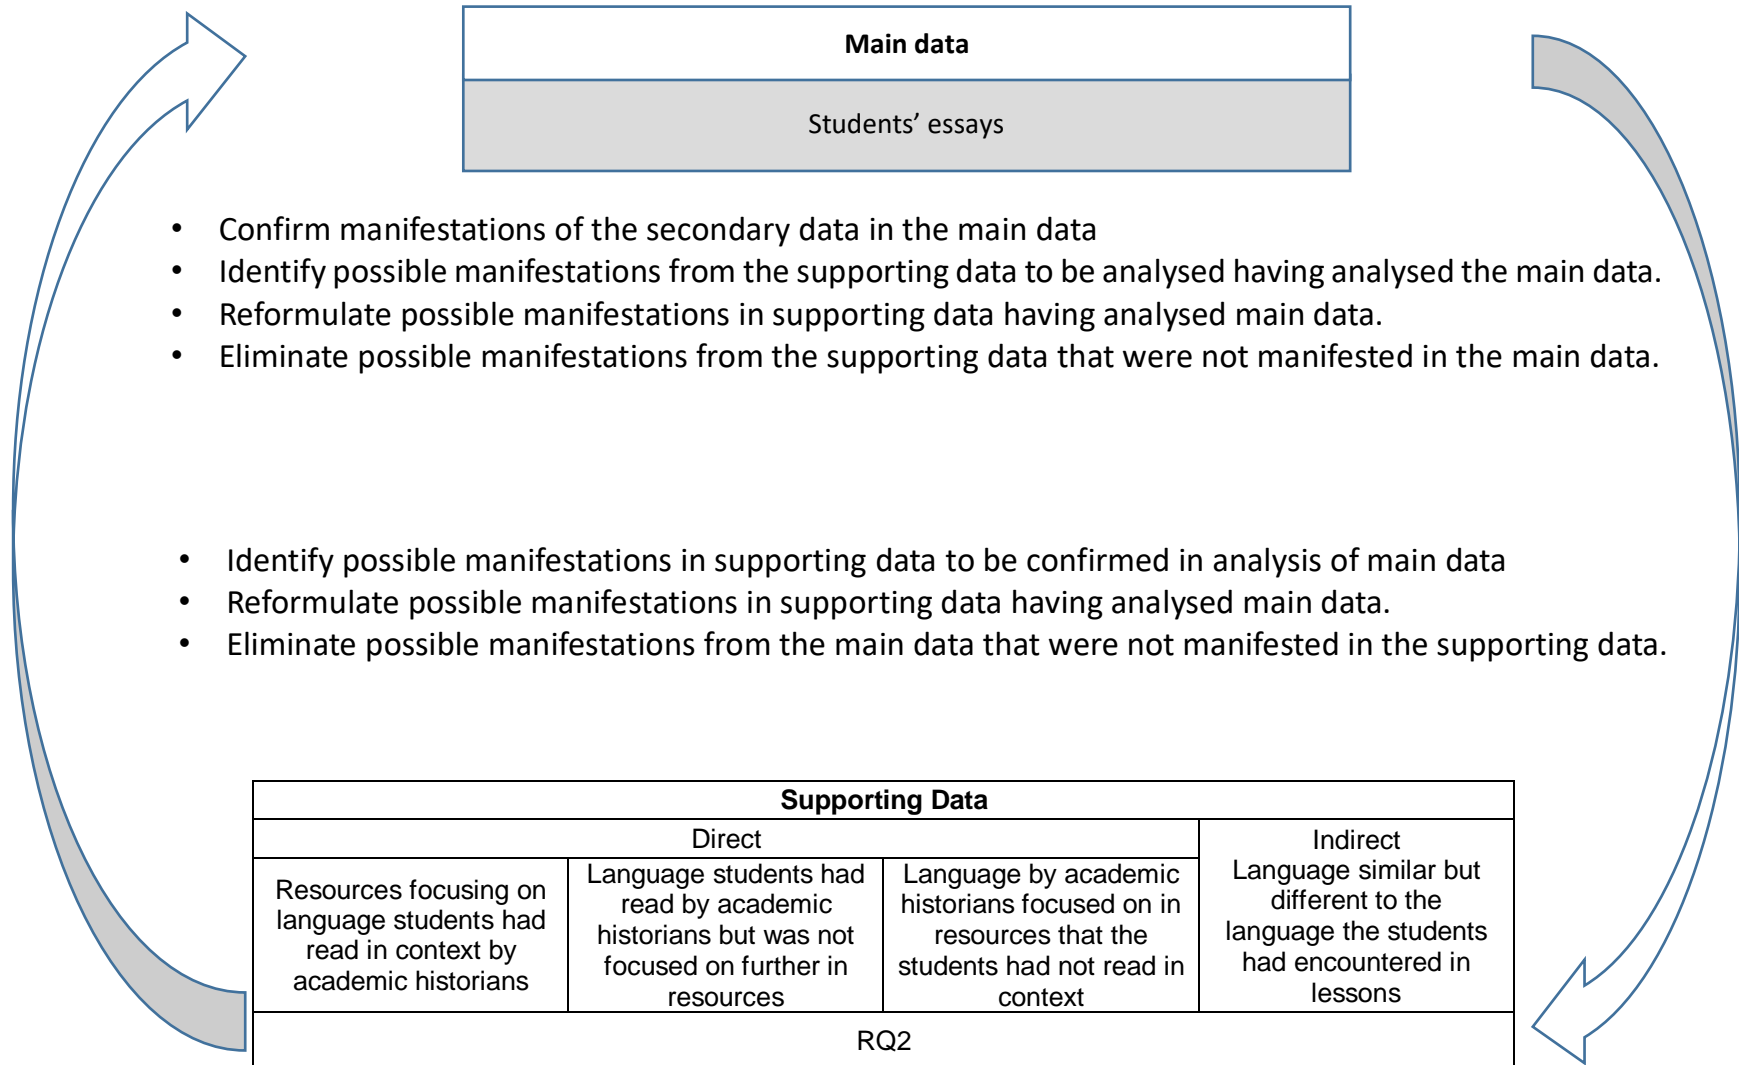 Main data
Students’ essays
• Confirm manifestations of the secondary data in the main data
• Identify possible manifestations from the supporting data to be analysed having analysed the main data.
• Reformulate possible manifestations in supporting data having analysed main data.
• Eliminate possible manifestations from the supporting data that were not manifested in the main data.
• Identify possible manifestations in supporting data to be confirmed in analysis of main data
• Reformulate possible manifestations in supporting data having analysed main data.
• Eliminate possible manifestations from the main data that were not manifested in the supporting data.
Supporting Data
Direct
Resources focusing on
language students had
read in context by
academic historians
Language students had
read by academic
historians but was not
focused on further in
resources
Language by academic
historians focused on in
resources that the
students had not read in
context
Indirect
Language similar but
different to the
language the students
had encountered in
lessons
RQ2